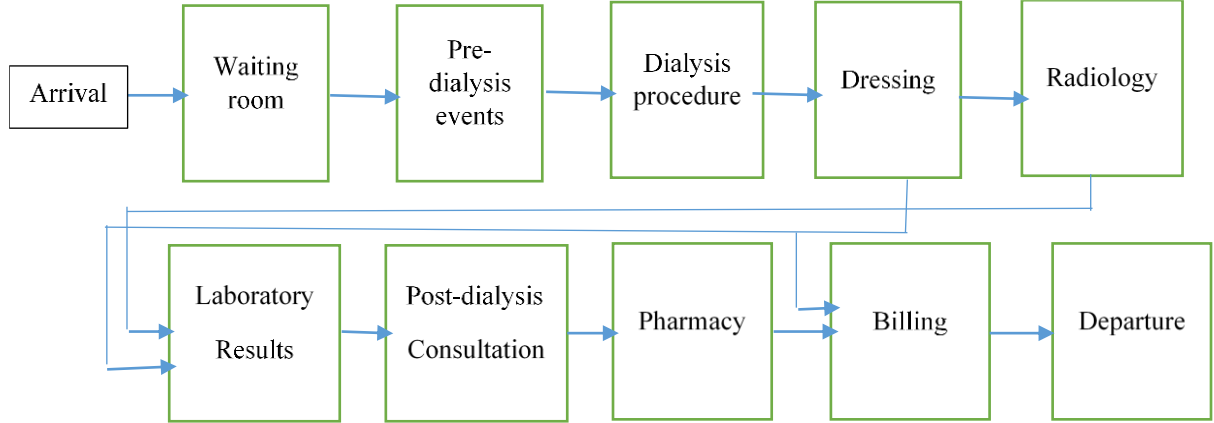 Arrival
Waiting
room
Pre-
dialysis
events
Dialysis
procedure
Dressing
Radiology
Laboratory
Results
Post-dialysis
Consultation
Pharmacy
Billing
Departure